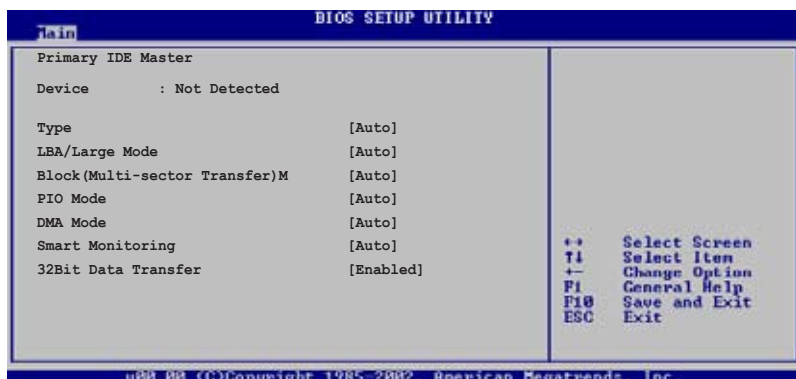 BIOS SETUP UTILITY
Main
Primary IDE Master
Device : Not Detected
Type [Auto]
LBA/Large Mode [Auto]
Block(Multi-sector Transfer)M [Auto]
PIO Mode [Auto]
DMA Mode [Auto]
Smart Monitoring [Auto]
32Bit Data Transfer [Enabled]
↔ Select Screen
↑↓ Select Item
+- Change Option
F1 General Help
F10 Save and Exit
ESC Exit
v00.00 (C)Copyright 1985-2002, American Megatrends, Inc.